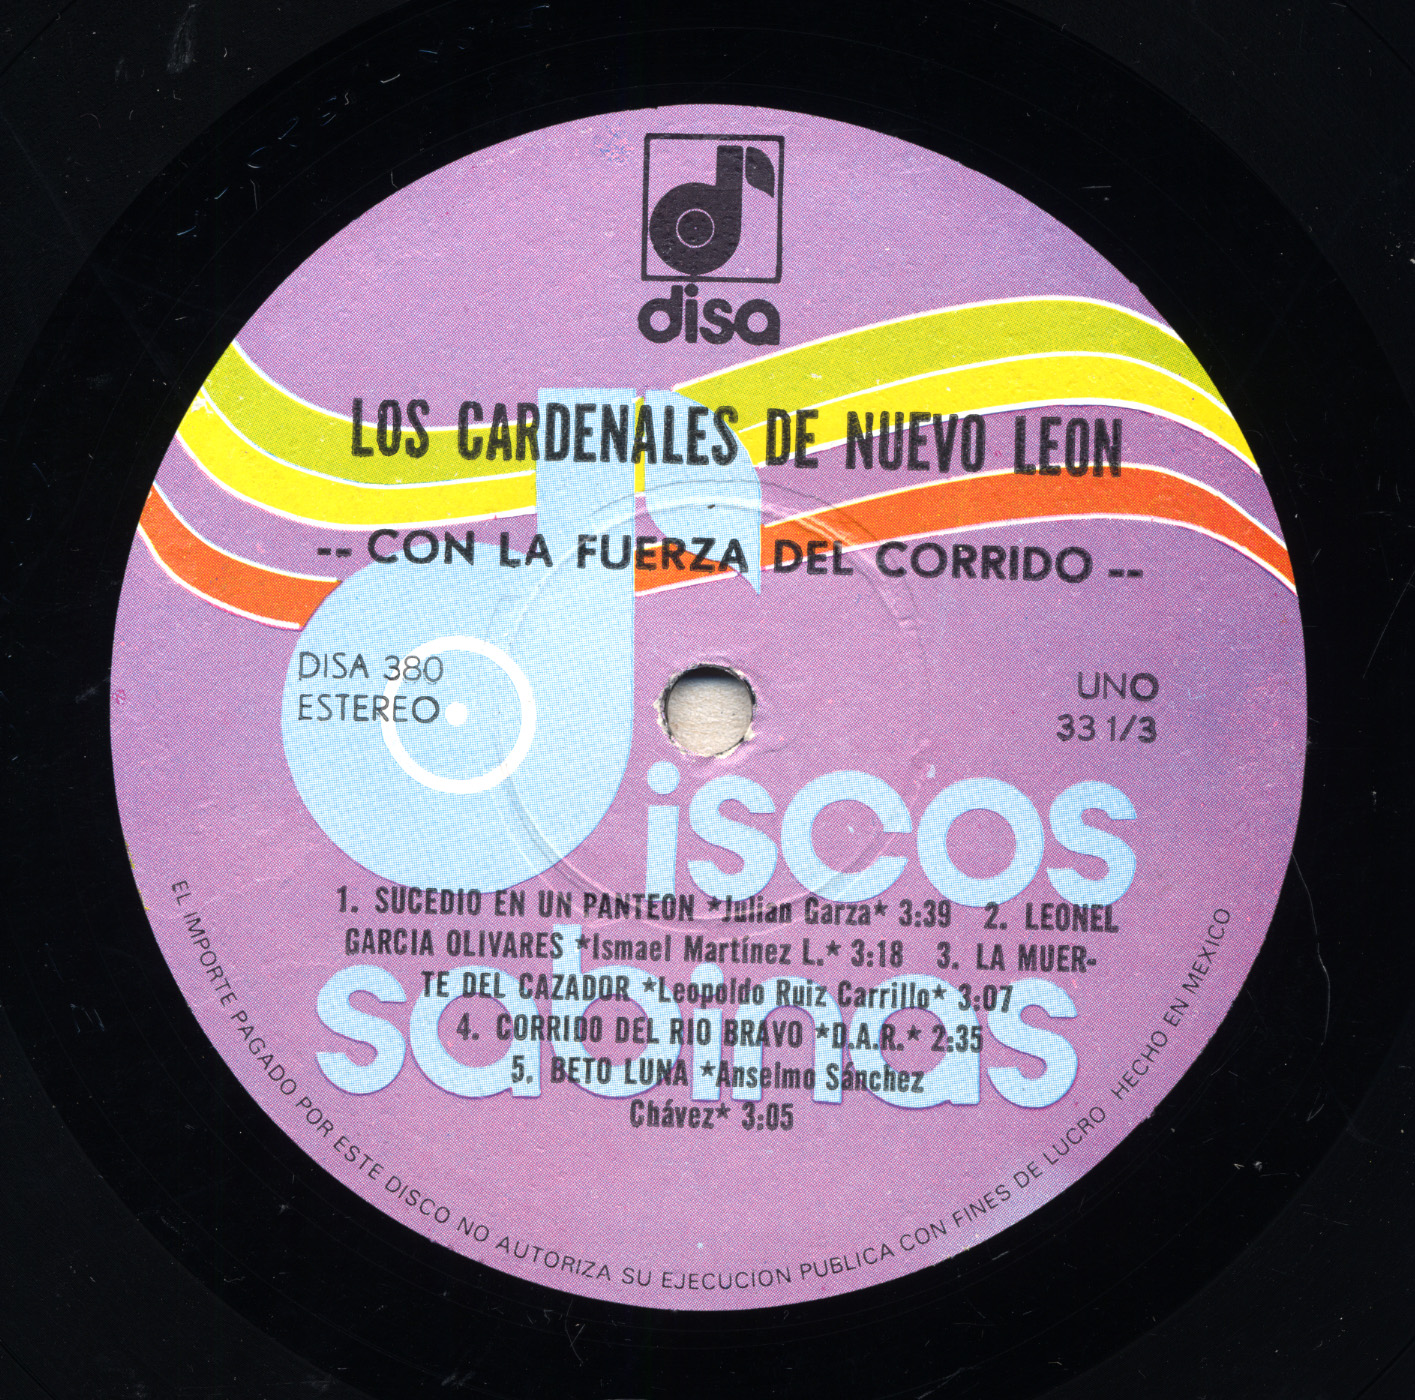 disa
LOS CARDENALES DE NUEVO LEON
-- CON LA FUERZA DEL CORRIDO --
DISA 380
ESTEREO
UNO
33 1/3
discos
sabinas
1. SUCEDIO EN UN PANTEON *Julian Garza* 3:39 2. LEONEL
GARCIA OLIVARES *Ismael Martínez L.* 3:18 3. LA MUER-
TE DEL CAZADOR *Leopoldo Ruiz Carrillo* 3:07
4. CORRIDO DEL RIO BRAVO *D.A.R.* 2:35
5. BETO LUNA *Anselmo Sánchez
Chávez* 3:05
EL IMPORTE PAGADO POR ESTE DISCO NO AUTORIZA SU EJECUCION PUBLICA CON FINES DE LUCRO HECHO EN MEXICO